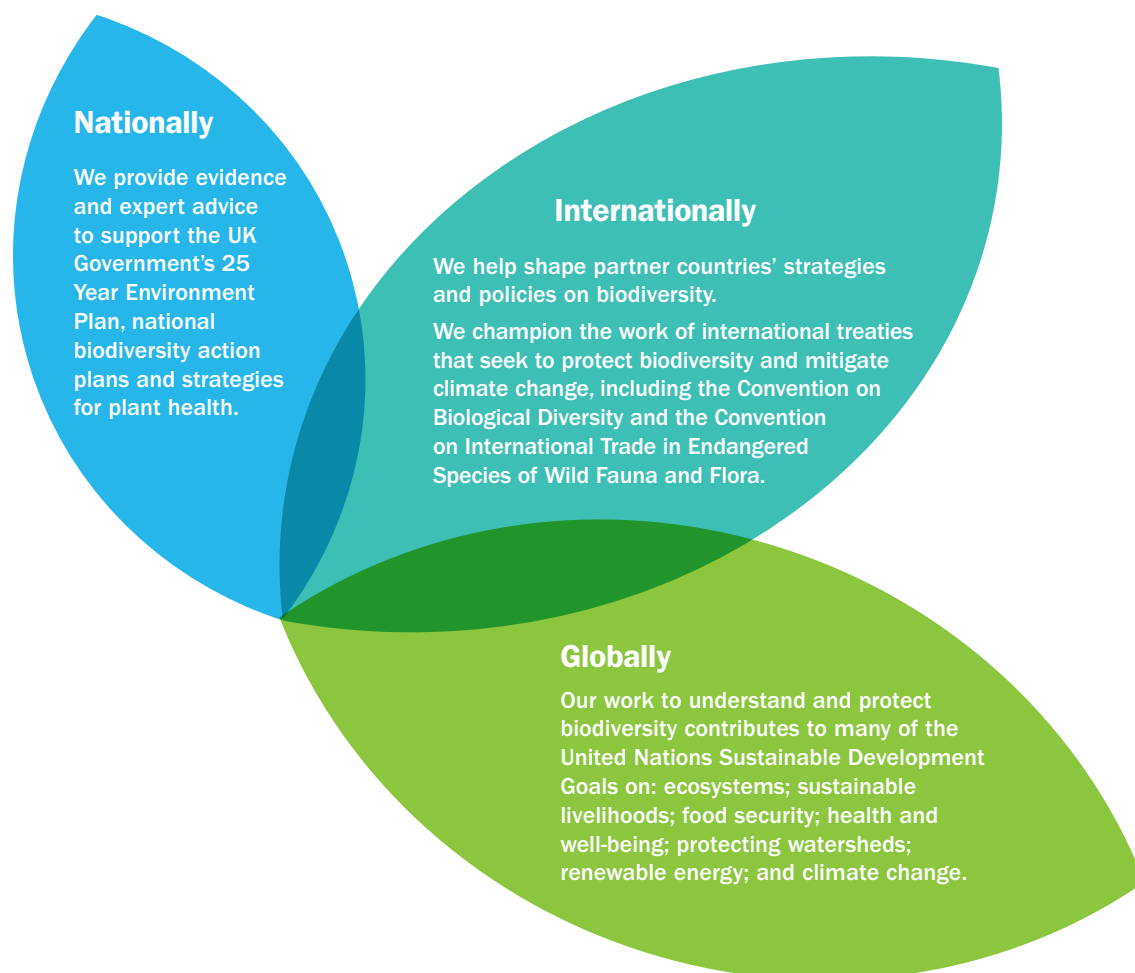 Nationally
We provide evidence
and expert advice
to support the UK
Government’s 25
Year Environment
Plan, national
biodiversity action
plans and strategies
for plant health.
Internationally
We help shape partner countries’ strategies
and policies on biodiversity.
We champion the work of international treaties
that seek to protect biodiversity and mitigate
climate change, including the Convention on
Biological Diversity and the Convention
on International Trade in Endangered
Species of Wild Fauna and Flora.
Globally
Our work to understand and protect
biodiversity contributes to many of the
United Nations Sustainable Development
Goals on: ecosystems; sustainable
livelihoods; food security; health and
well-being; protecting watersheds;
renewable energy; and climate change.